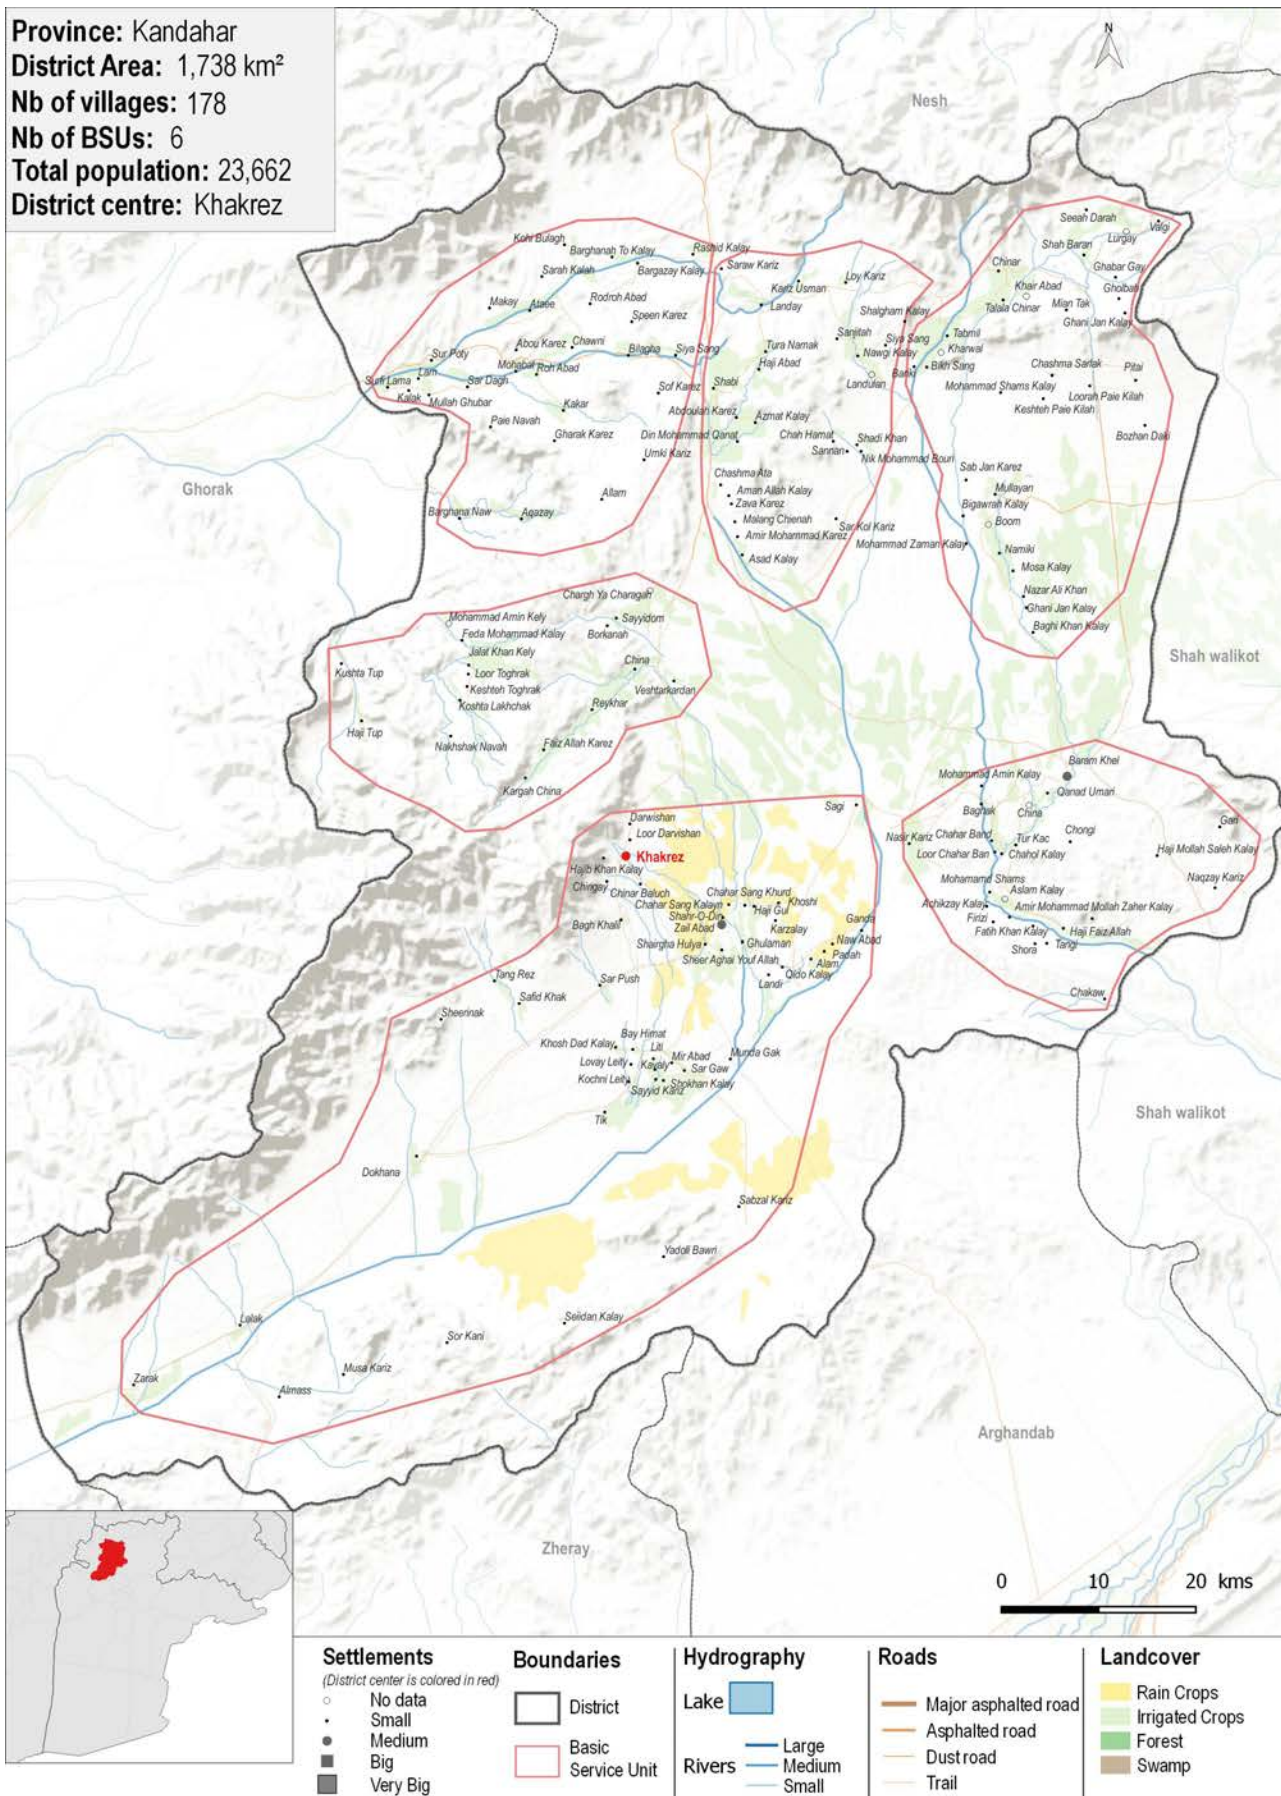 Province: Kandahar
District Area: 1,738 km²
Nb of villages: 178
Nb of BSUs: 6
Total population: 23,662
District centre: Khakrez
N
Nesh
Ghorak
Shah walikot
Shah walikot
Arghandab
Zheray
Kohi Bulagh
Barghanah To Kalay
Rashid Kalay
Sarah Kalah
Bargazay Kalay
Makay
Ataee
Rodroh Abad
Speen Karez
Abou Karez
Chawni
Bilagha
Siya Sang
Sur Poty
Mohabat
Roh Abad
Lam
Surfi Lama
Kalak
Mullah Ghubar
Sar Dagh
Sof Karez
Kakar
Paie Navah
Gharak Karez
Umki Kariz
Allam
Barghana Naw
Aqazay
Saraw Kariz
Kariz Usman
Loy Kariz
Landay
Shalgham Kalay
Sanjitah
Siya Sang
Tura Namak
Nawgi Kalay
Haji Abad
Landulan
Shabi
Abdoulah Karez
Azmat Kalay
Din Mohammad Qanat
Chah Hamat
Shadi Khan
Sannan
Nik Mohammad Bouri
Chashma Ata
Aman Allah Kalay
Zava Karez
Malang Chienah
Sar Kol Kariz
Amir Mohammad Karez
Asad Kalay
Seeah Darah
Valgi
Lurgay
Shah Baran
Chinar
Ghabar Gay
Khair Abad
Gholbah
Talala Chinar
Mian Tak
Ghani Jan Kalay
Tabmil
Kharwal
Banki
Bikh Sang
Chashma Sarlak
Pitai
Mohammad Shams Kalay
Loorah Paie Kilah
Keshteh Paie Kilah
Bozhan Daki
Sab Jan Karez
Mullayan
Bigawrah Kalay
Boom
Mohammad Zaman Kalay
Namiki
Mosa Kalay
Nazar Ali Khan
Ghani Jan Kalay
Baghi Khan Kalay
Chargh Ya Charagah
Mohammad Amin Kely
Sayyidom
Feda Mohammad Kalay
Borkanah
Jalat Khan Kely
China
Kushta Tup
Loor Toghrak
Keshteh Toghrak
Veshtarkardan
Koshta Lakhchak
Reykhar
Haji Tup
Nakhshak Navah
Faiz Allah Karez
Kargah China
Baram Khel
Mohammad Amin Kalay
Qanad Umari
Baghak
China
Gari
Nasir Kariz
Chahar Band
Tur Kac
Chongi
Loor Chahar Ban
Chahol Kalay
Haji Mollah Saleh Kalay
Mohamamd Shams
Aslam Kalay
Naqzay Kariz
Achikzay Kalay
Amir Mohammad Mollah Zaher Kalay
Firizi
Fatih Khan Kalay
Haji Faiz Allah
Shora
Tangi
Chakaw
Sagi
Darwishan
Loor Darvishan
Khakrez
Hajib Khan Kalay
Chingay
Chinar Baluch
Chahar Sang Khurd
Chahar Sang Kalayn
Haji Gul
Khoshi
Shahr-O-Din
Ganda
Bagh Khalil
Zail Abad
Karzalay
Shairgha Hulya
Ghulaman
Naw Abad
Padah
Sheer Aghai Youf Allah
Alam
Qido Kalay
Landi
Tang Rez
Sar Push
Safid Khak
Sheerinak
Bay Himat
Khosh Dad Kalay
Liti
Lovay Leity
Kavaly
Mir Abad
Munda Gak
Sar Gaw
Kochni Leity
Shokhan Kalay
Sayyid Kariz
Tik
Dokhana
Sabzal Kariz
Yadoli Bawri
Seiidan Kalay
Lalak
Sor Kani
Musa Kariz
Zarak
Almass
0 10 20 kms
Settlements
(District center is colored in red)
No data
Small
Medium
Big
Very Big
Boundaries
District
Basic
Service Unit
Hydrography
Lake
Rivers
Large
Medium
Small
Roads
Major asphalted road
Asphalted road
Dust road
Trail
Landcover
Rain Crops
Irrigated Crops
Forest
Swamp